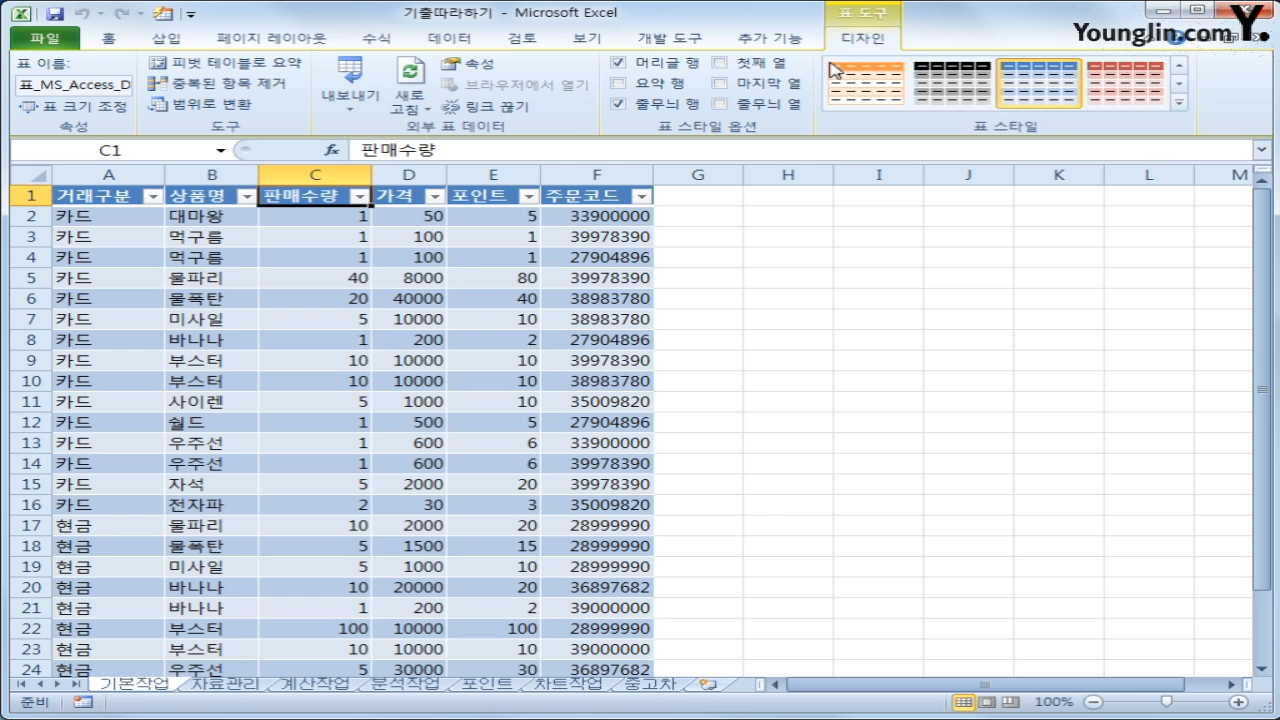 기출따라하기 - Microsoft Excel
표 도구
Younglin.com Y.
파일 홈 삽입 페이지 레이아웃 수식 데이터 검토 보기 개발 도구 추가 기능 디자인
표 이름:
표_MS_Access_D
표 크기 조정
속성
피벗 테이블로 요약
중복된 항목 제거
범위로 변환
도구
내보내기
새로 고침
속성
브라우저에서 열기
링크 끊기
외부 표 데이터
머리글 행 첫째 열
요약 행 마지막 열
줄무늬 행 줄무늬 열
표 스타일 옵션
표 스타일
C1 fx 판매수량
A B C D E F G H I J K L M
1 거래구분 상품명 판매수량 가격 포인트 주문코드
2 카드 대마왕 1 50 5 33900000
3 카드 먹구름 1 100 1 39978390
4 카드 먹구름 1 100 1 27904896
5 카드 물파리 40 8000 80 39978390
6 카드 물폭탄 20 40000 40 38983780
7 카드 미사일 5 10000 10 38983780
8 카드 바나나 1 200 2 27904896
9 카드 부스터 10 10000 10 39978390
10 카드 부스터 10 10000 10 38983780
11 카드 사이렌 5 1000 10 35009820
12 카드 쉴드 1 500 5 27904896
13 카드 우주선 1 600 6 33900000
14 카드 우주선 1 600 6 39978390
15 카드 자석 5 2000 20 39978390
16 카드 전자파 2 30 3 35009820
17 현금 물파리 10 2000 20 28999990
18 현금 물폭탄 5 1500 15 28999990
19 현금 미사일 5 1000 10 28999990
20 현금 바나나 10 20000 20 36897682
21 현금 바나나 1 200 2 39000000
22 현금 부스터 100 10000 100 28999990
23 현금 부스터 10 10000 10 39000000
24 현금 우주선 5 30000 30 36897682
기본작업 자료관리 계산작업 분석작업 포인트 차트작업 중고차
준비 100%